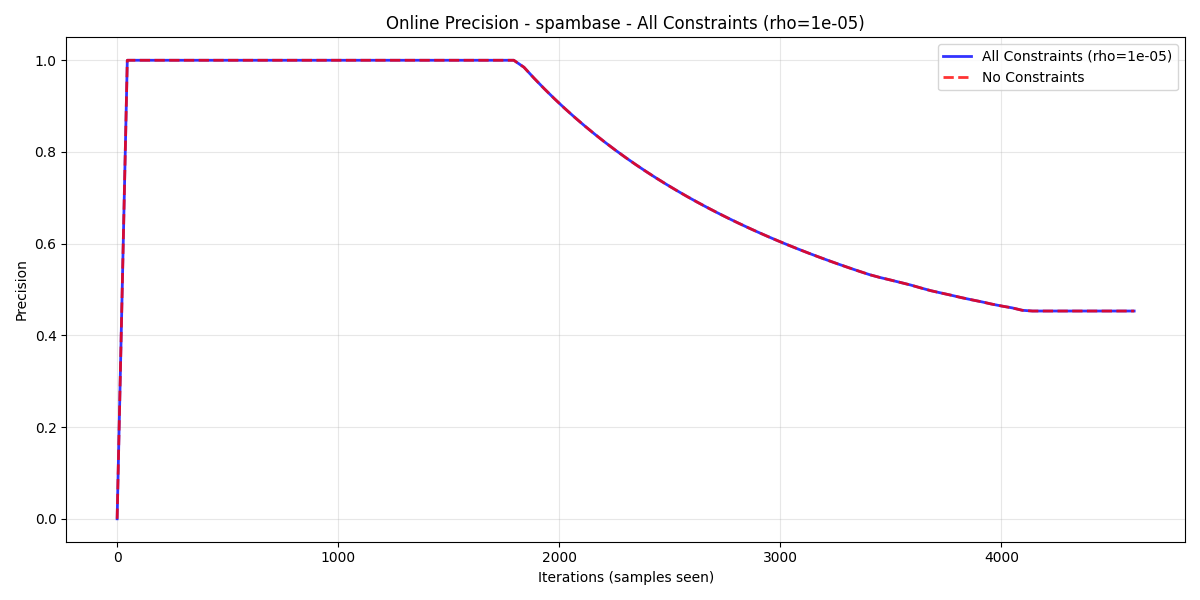 Online Precision - spambase - All Constraints (rho=1e-05)
All Constraints (rho=1e-05)
No Constraints
Precision
1.0
0.8
0.6
0.4
0.2
0.0
0 1000 2000 3000 4000
Iterations (samples seen)